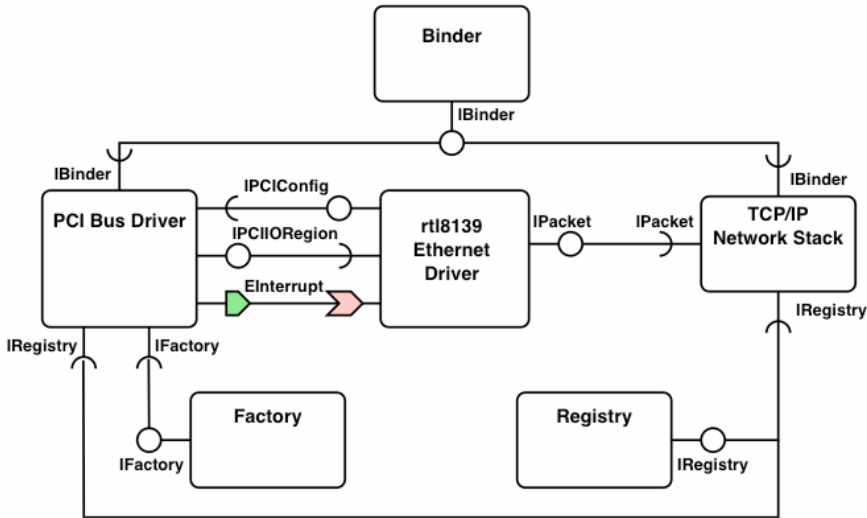 Binder
IBinder
IBinder
IBinder
IPCIConfig
PCI Bus Driver
IPCIIORegion
EInterrupt
rtl8139
Ethernet
Driver
IPacket
IPacket
TCP/IP
Network Stack
IRegistry
IRegistry
IFactory
Factory
IFactory
Registry
IRegistry